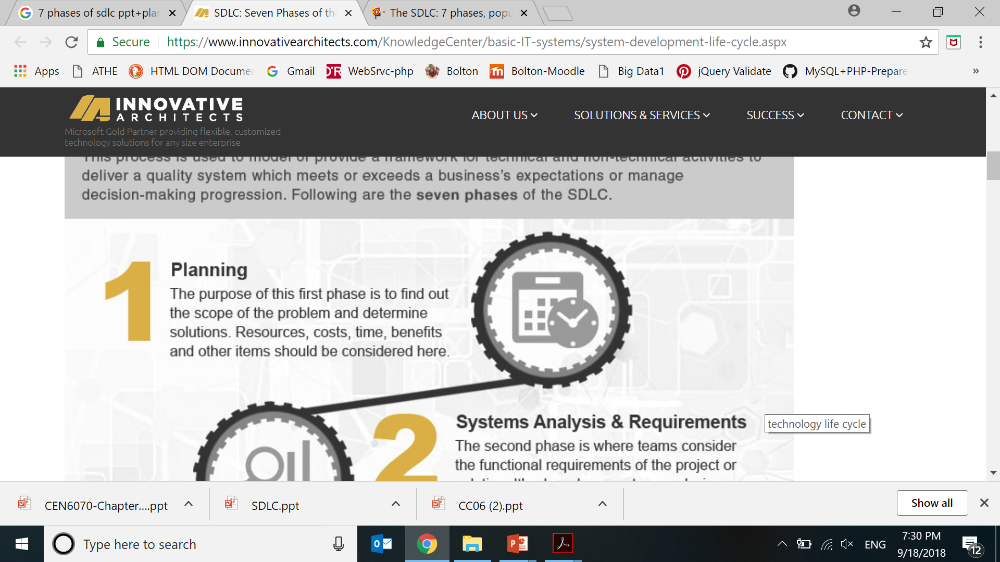 7 phases of sdlc ppt+plar
SDLC: Seven Phases of th
The SDLC: 7 phases, popu
Secure
https://www.innovativearchitects.com/KnowledgeCenter/basic-IT-systems/system-development-life-cycle.aspx
Apps
ATHE
HTML DOM Documen
Gmail
WebSrvc-php
Bolton
Bolton-Moodle
Big Data1
jQuery Validate
MySQL+PHP-Prepare
»
INNOVATIVE
ARCHITECTS
Microsoft Gold Partner providing flexible, customized
technology solutions for any size enterprise
ABOUT US
SOLUTIONS & SERVICES
SUCCESS
CONTACT
This process is used to model or provide a framework for technical and non-technical activities to
deliver a quality system which meets or exceeds a business's expectations or manage
decision-making progression. Following are the seven phases of the SDLC.
1
Planning
The purpose of this first phase is to find out
the scope of the problem and determine
solutions. Resources, costs, time, benefits
and other items should be considered here.
2
Systems Analysis & Requirements
The second phase is where teams consider
the functional requirements of the project or
technology life cycle
CEN6070-Chapter....ppt
SDLC.ppt
CC06 (2).ppt
Show all
Type here to search
ENG
7:30 PM
9/18/2018
12